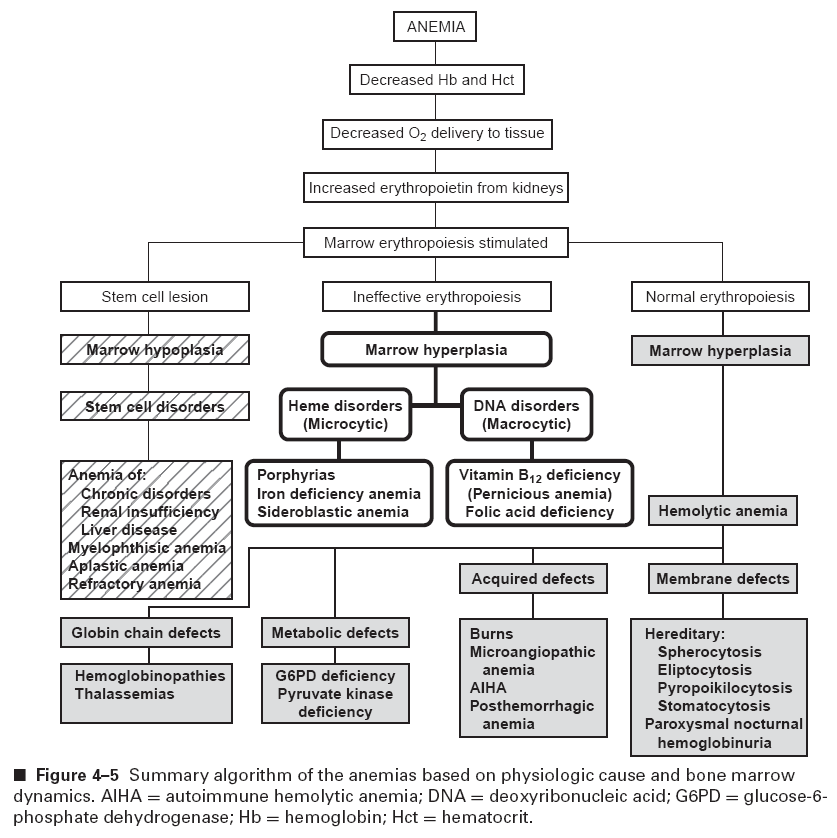 ANEMIA
Decreased Hb and Hct
Decreased O₂ delivery to tissue
Increased erythropoietin from kidneys
Marrow erythropoiesis stimulated
Stem cell lesion
Ineffective erythropoiesis
Normal erythropoiesis
Marrow hypoplasia
Marrow hyperplasia
Marrow hyperplasia
Stem cell disorders
Heme disorders
(Microcytic)
DNA disorders
(Macrocytic)
Anemia of:
Chronic disorders
Renal insufficiency
Liver disease
Myelophthisic anemia
Aplastic anemia
Refractory anemia
Porphyrias
Iron deficiency anemia
Sideroblastic anemia
Vitamin B₁₂ deficiency
(Pernicious anemia)
Folic acid deficiency
Hemolytic anemia
Globin chain defects
Metabolic defects
Acquired defects
Membrane defects
Hemoglobinopathies
Thalassemias
G6PD deficiency
Pyruvate kinase
deficiency
Burns
Microangiopathic
anemia
AIHA
Posthemorrhagic
anemia
Hereditary:
Spherocytosis
Eliptocytosis
Pyropoikilocytosis
Stomatocytosis
Paroxysmal nocturnal
hemoglobinuria
■ Figure 4–5 Summary algorithm of the anemias based on physiologic cause and bone marrow
dynamics. AIHA = autoimmune hemolytic anemia; DNA = deoxyribonucleic acid; G6PD = glucose-6-
phosphate dehydrogenase; Hb = hemoglobin; Hct = hematocrit.